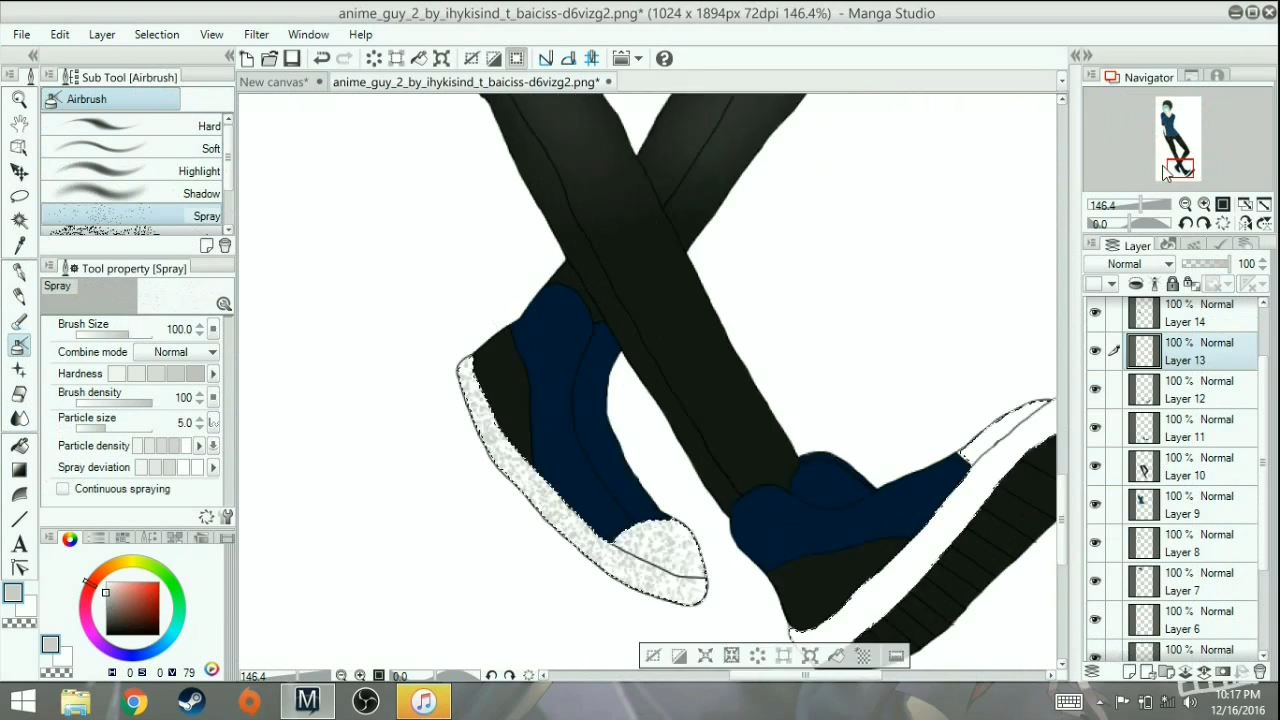 anime_guy_2_by_ihykisind_t_baiciss-d6vizg2.png* (1024 x 1894px 72dpi 146.4%) - Manga Studio
File Edit Layer Selection View Filter Window Help
Sub Tool [Airbrush]
New canvas* anime_guy_2_by_ihykisind_t_baiciss-d6vizg2.png*
Navigator
Airbrush
Hard
Soft
Highlight
Shadow
Spray
146.4
0.0
Tool property [Spray]
Spray
Brush Size 100.0
Combine mode Normal
Hardness
Brush density 100
Particle size 5.0
Particle density
Spray deviation
Continuous spraying
Layer
Normal 100
100 % Normal
Layer 14
100 % Normal
Layer 13
100 % Normal
Layer 12
100 % Normal
Layer 11
100 % Normal
Layer 10
100 % Normal
Layer 9
100 % Normal
Layer 8
100 % Normal
Layer 7
100 % Normal
Layer 6
100 % Normal
H 0 S 0 V 79
146.4 0.0
10:17 PM
12/16/2016